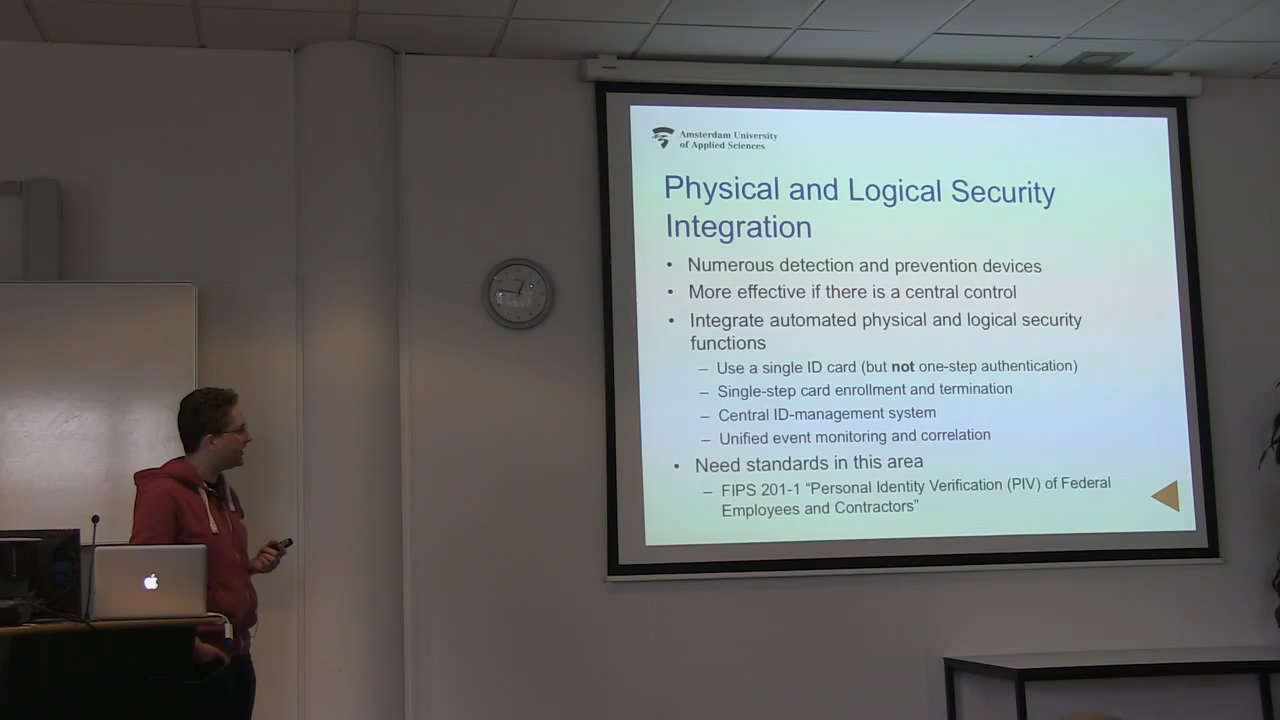 Amsterdam University
of Applied Sciences
Physical and Logical Security
Integration
• Numerous detection and prevention devices
• More effective if there is a central control
• Integrate automated physical and logical security
functions
– Use a single ID card (but not one-step authentication)
– Single-step card enrollment and termination
– Central ID-management system
– Unified event monitoring and correlation
• Need standards in this area
– FIPS 201-1 “Personal Identity Verification (PIV) of Federal
Employees and Contractors”